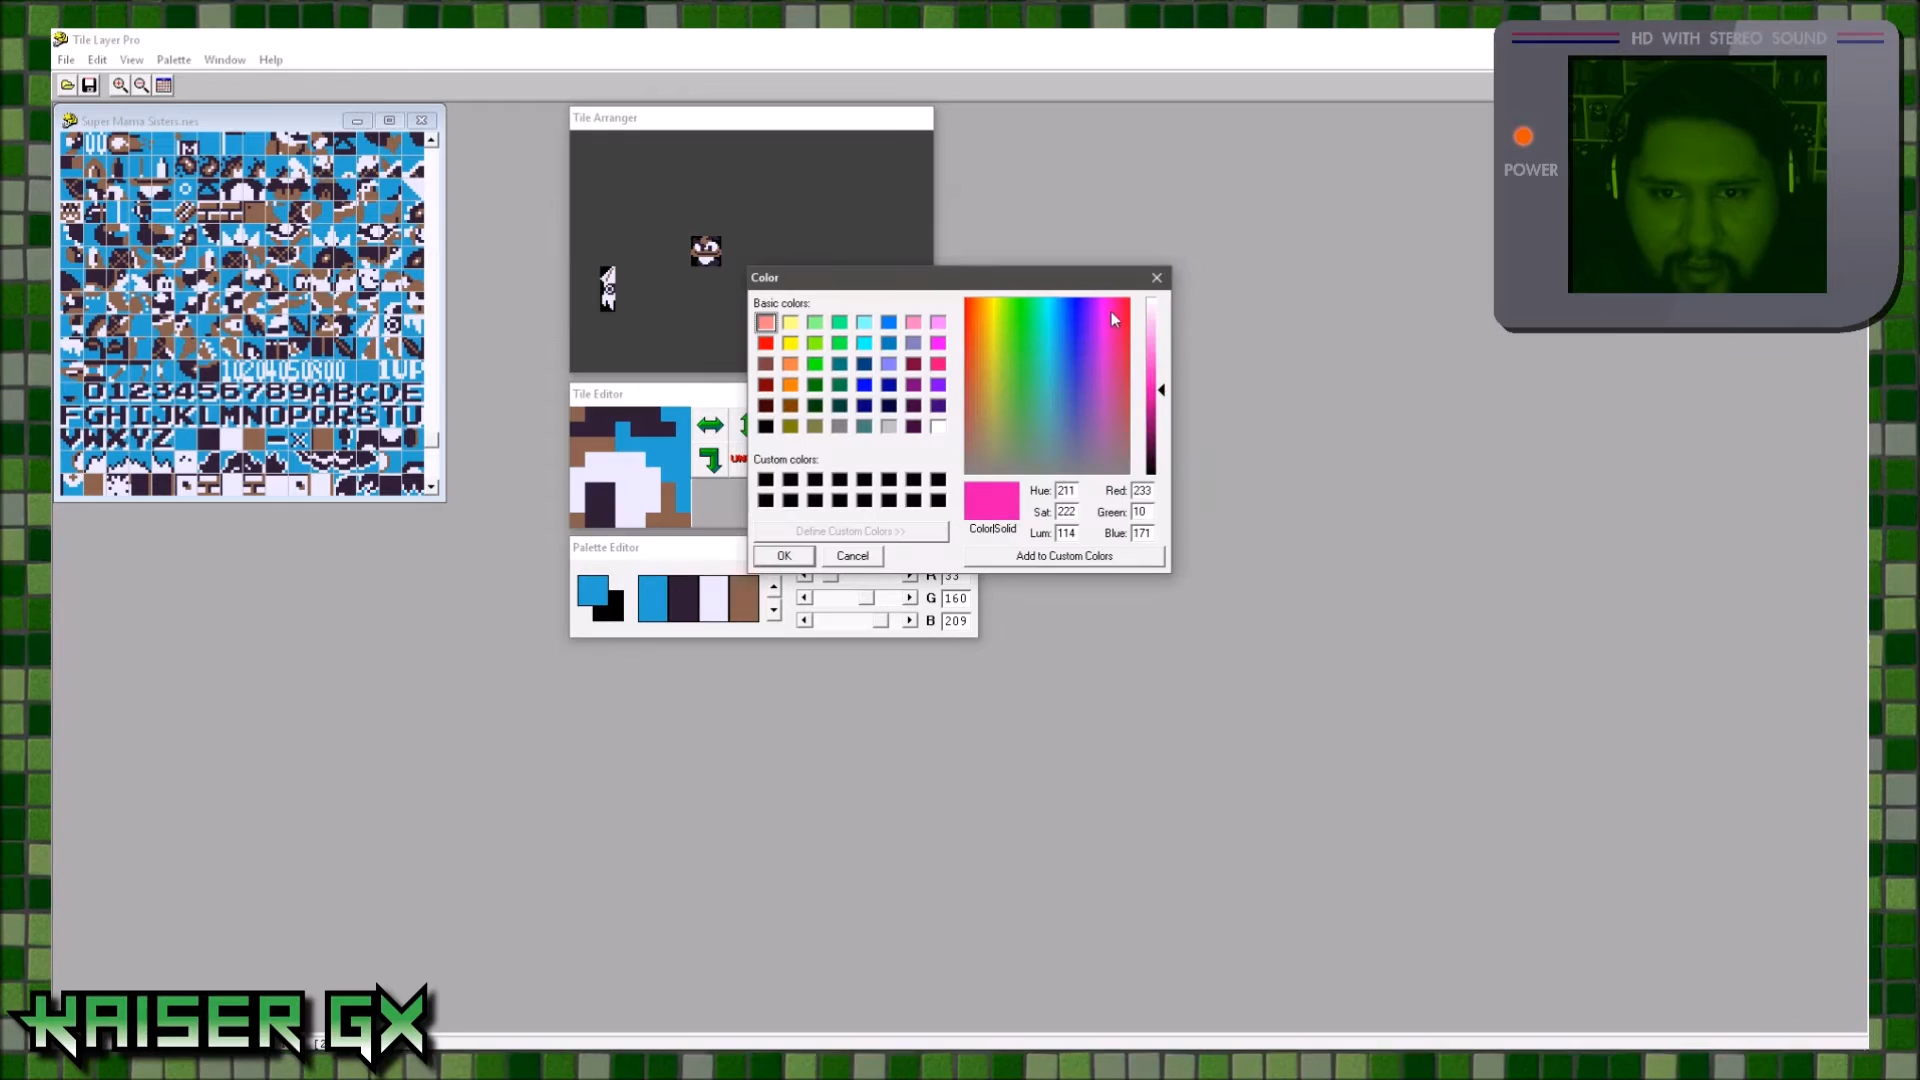 Tile Layer Pro
HD WITH STEREO SOUND
File Edit View Palette Window Help
Super Mama Sisters.nes
Tile Arranger
POWER
Color
Basic colors:
10204050800 1UP
0123456789ABCDE
FGHIJKLMNOPQRSTU
VWXYZ
Tile Editor
Custom colors:
Hue: 211 Red: 233
Sat: 222 Green: 10
Color|Solid
Lum: 114 Blue: 171
Define Custom Colors >>
OK Cancel Add to Custom Colors
Palette Editor
R 33
G 160
B 209
KAISER GX